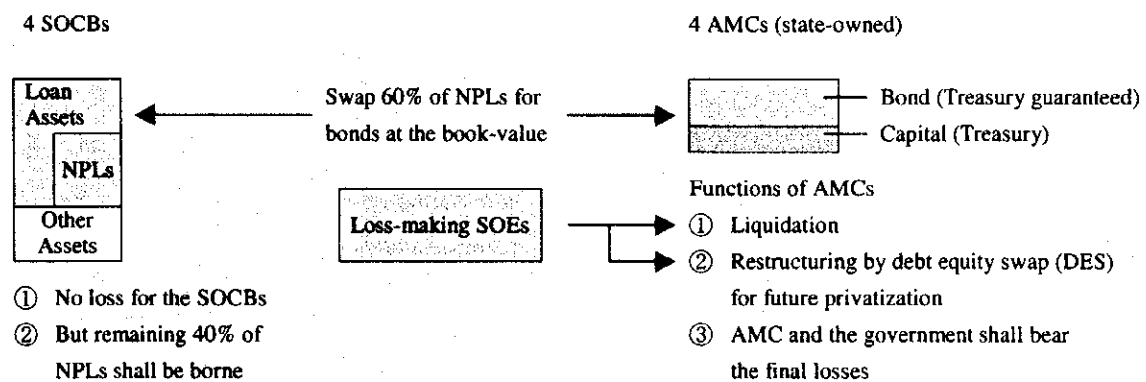 4 SOCBs
4 AMCs (state-owned)
Loan
Assets
NPLs
Other
Assets
Swap 60% of NPLs for
bonds at the book-value
Bond (Treasury guaranteed)
Capital (Treasury)
Loss-making SOEs
Functions of AMCs
① Liquidation
② Restructuring by debt equity swap (DES)
for future privatization
③ AMC and the government shall bear
the final losses
① No loss for the SOCBs
② But remaining 40% of
NPLs shall be borne